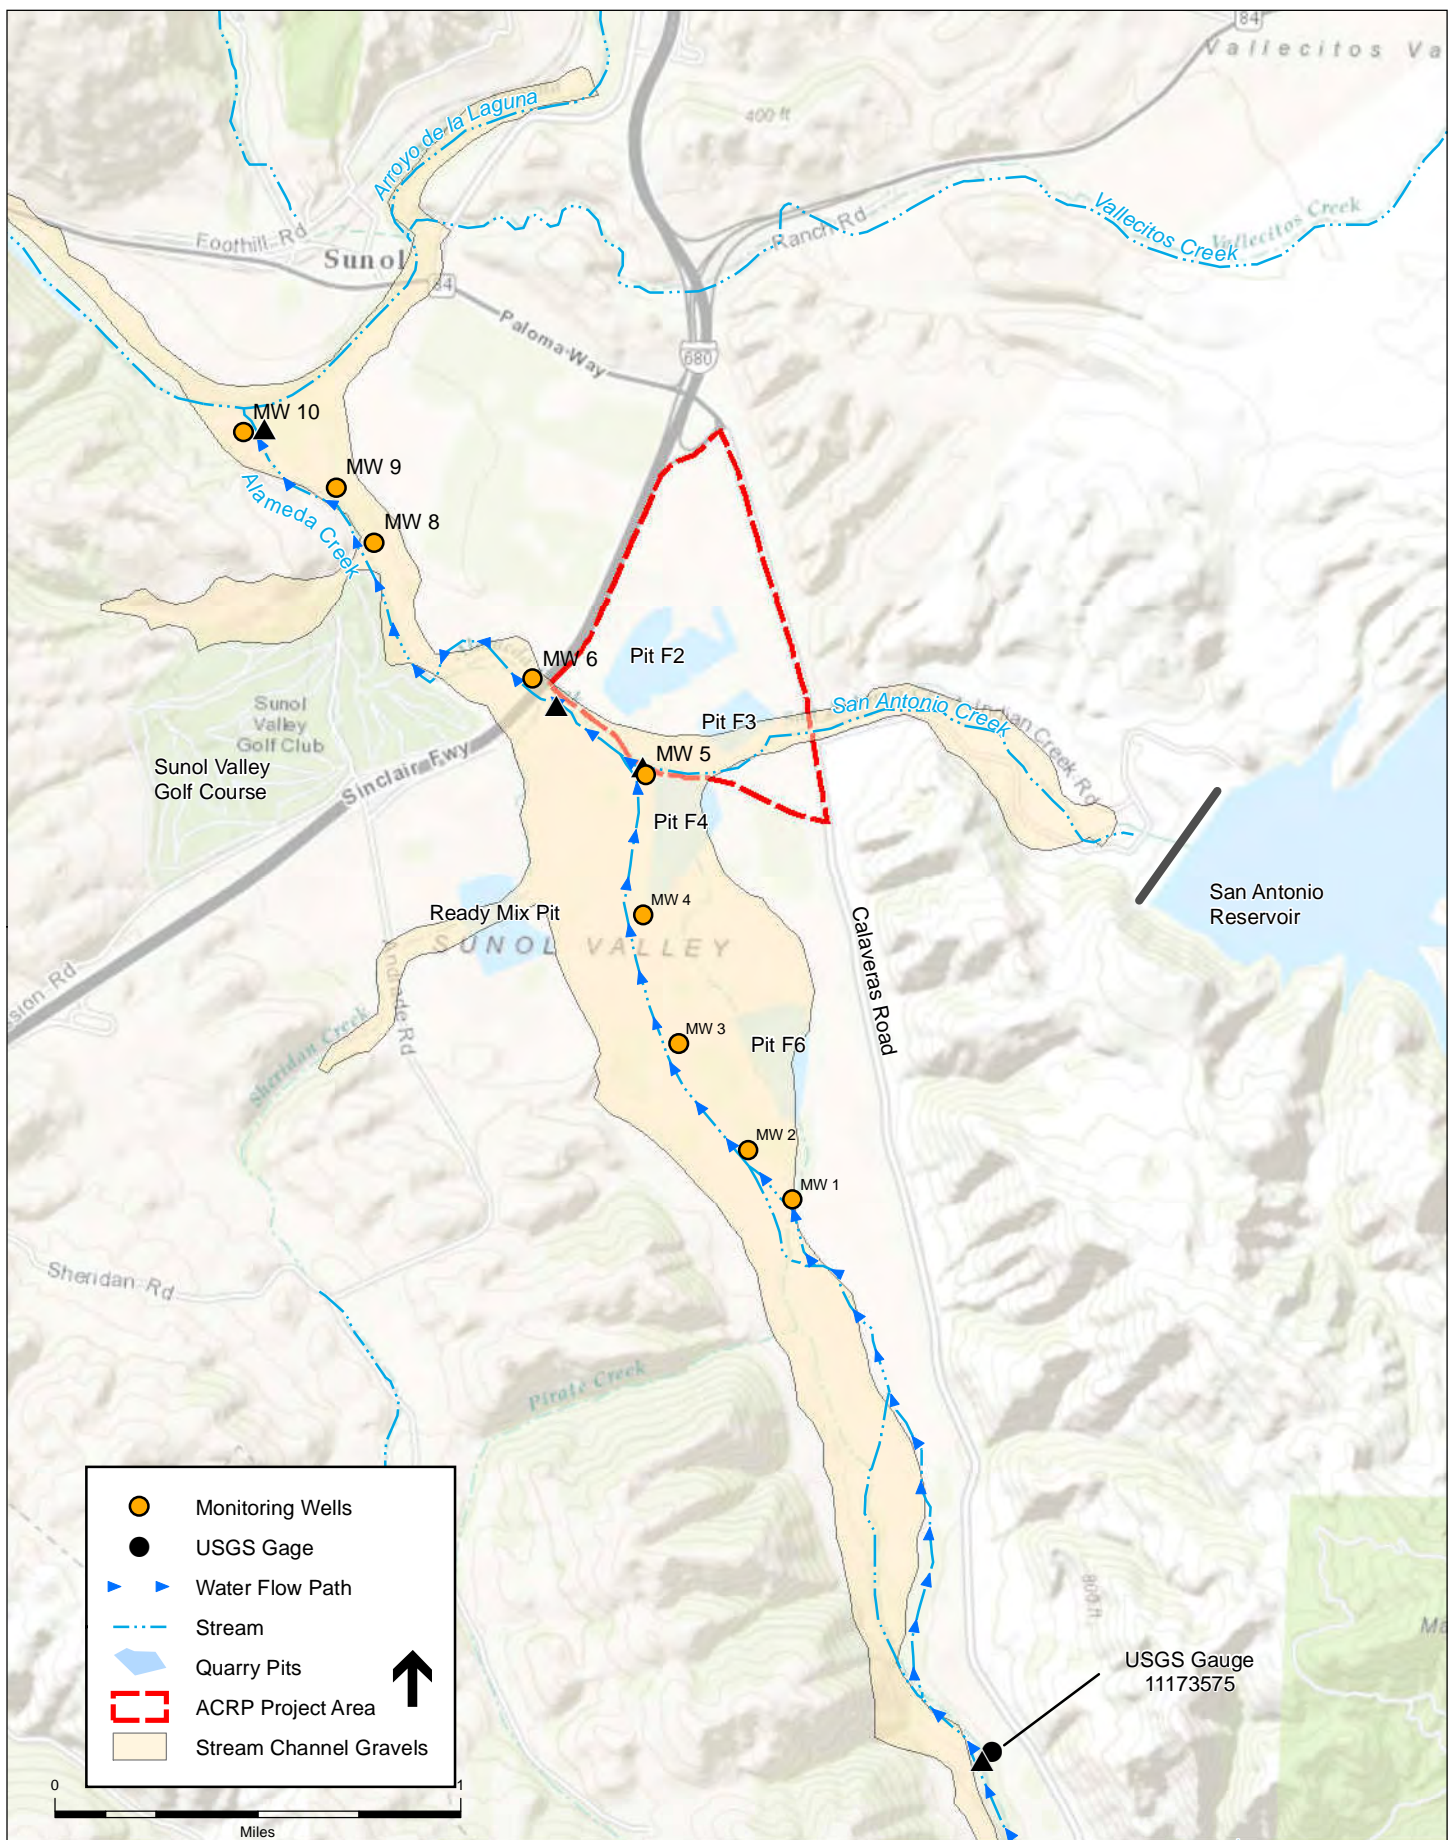 84
Vallecitos Va
400 ft
Arroyo de la Laguna
Vallecitos Creek
Vallecitos Creek
Foothill Rd
Ranch Rd
Sunol
84
Paloma Way
680
MW 10
MW 9
Alameda Creek
MW 8
MW 6
Pit F2
San Antonio Creek
Indian Creek Rd
Pit F3
Sunol
Valley
Golf Club
Sunol Valley
Golf Course
Sinclair Fwy
MW 5
Pit F4
San Antonio
Reservoir
MW 4
Ready Mix Pit
SUNOL VALLEY
Calaveras Road
ssion Rd
Andrade Rd
Sheridan Creek
MW 3
Pit F6
MW 2
MW 1
Sheridan Rd
Pirate Creek
Monitoring Wells
USGS Gage
Water Flow Path
Stream
Quarry Pits
ACRP Project Area
Stream Channel Gravels
800 ft
Ma
USGS Gauge
11173575
0
1
Miles